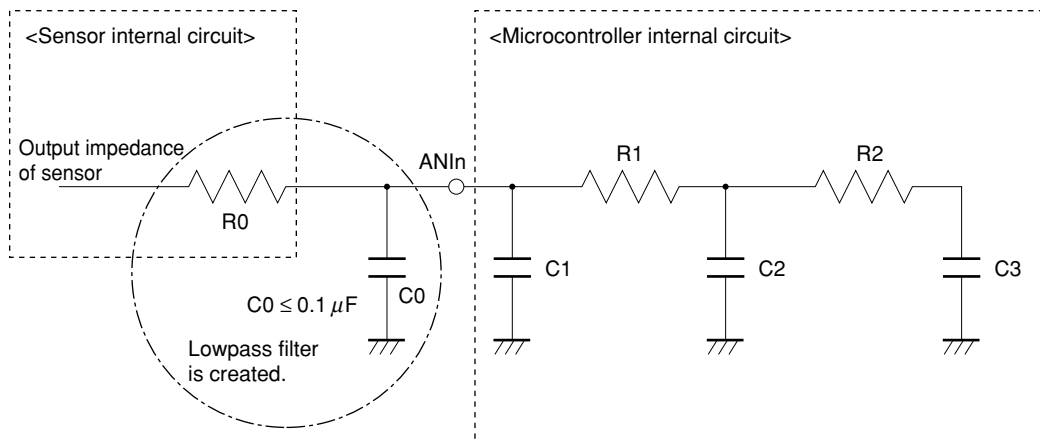 <Sensor internal circuit>
<Microcontroller internal circuit>
Output impedance
of sensor
R0
ANIn
R1
R2
C0
C1
C2
C3
C0 ≤ 0.1 μF
Lowpass filter
is created.